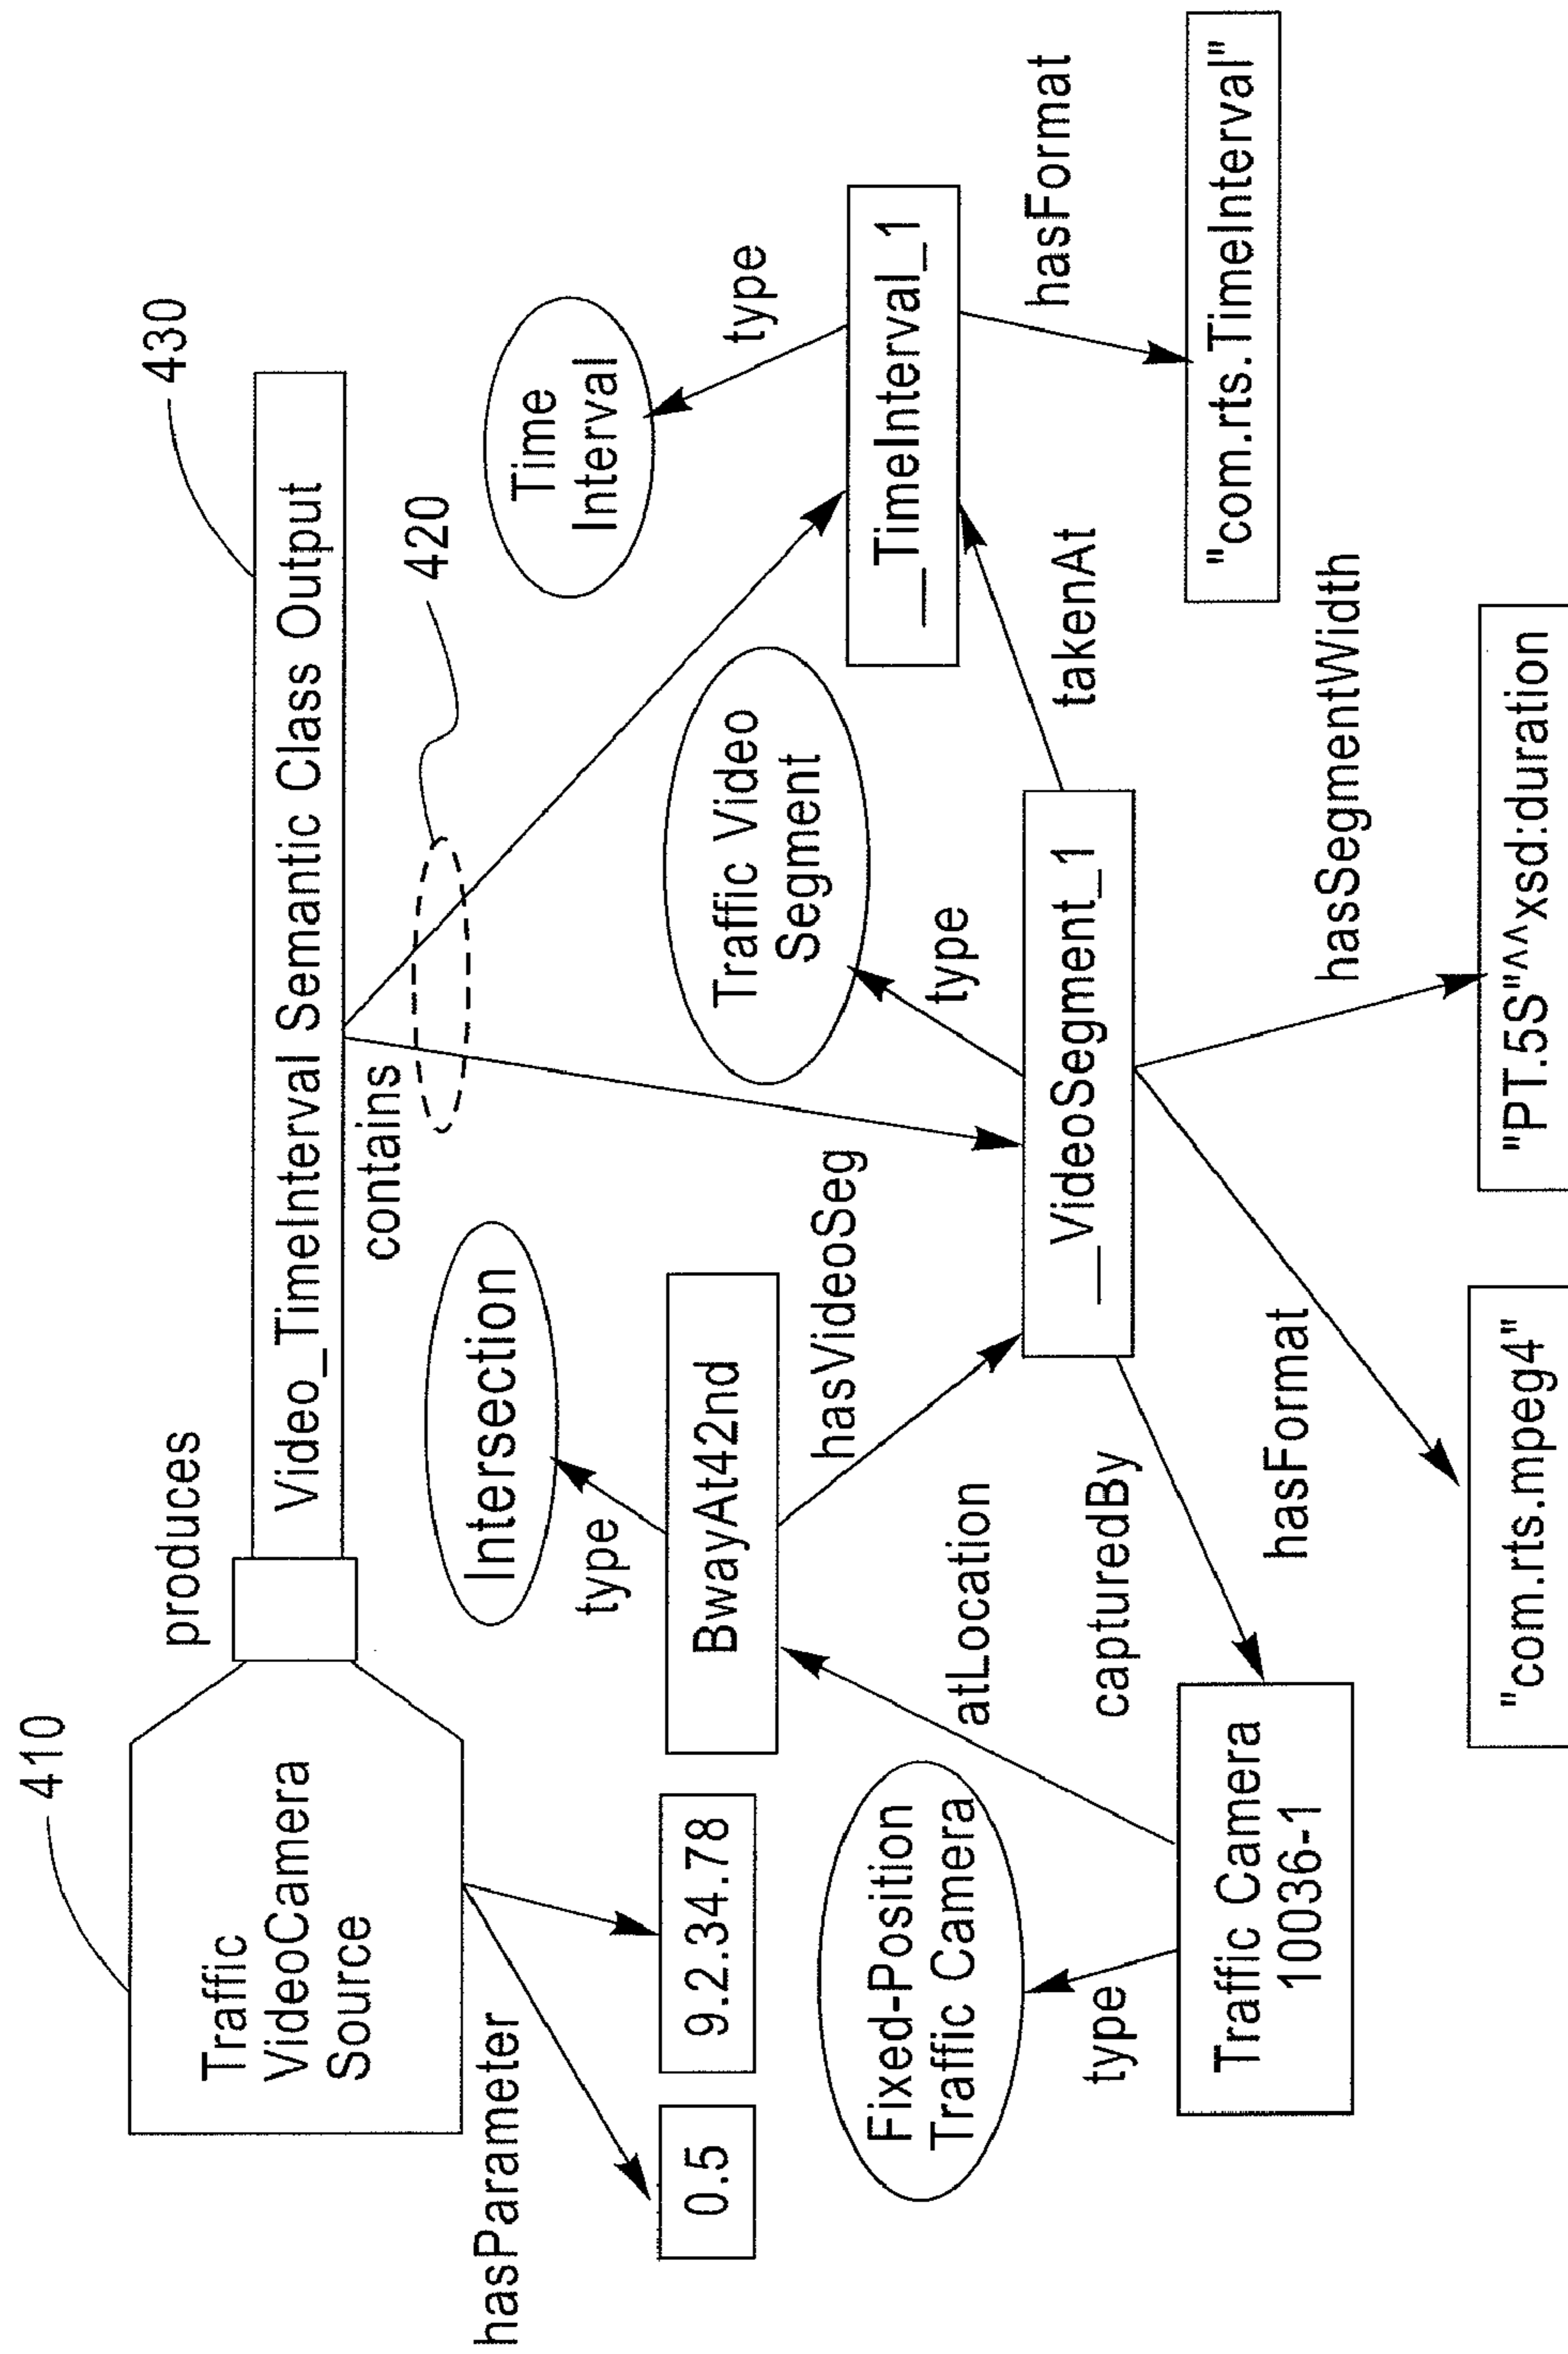 410
430
produces
Traffic
VideoCamera
Source
Video_TimeInterval Semantic Class Output
contains
420
hasParameter
0.5
9.2.34.78
Intersection
type
BwayAt42nd
hasVideoSeg
Time
Interval
type
Traffic Video
Segment
type
__TimeInterval_1
hasFormat
"com.rts.TimeInterval"
takenAt
Fixed-Position
Traffic Camera
type
atLocation
capturedBy
Traffic Camera
10036-1
__VideoSegment_1
hasFormat
hasSegmentWidth
"com.rts.mpeg4"
"PT.5S"^^xsd:duration